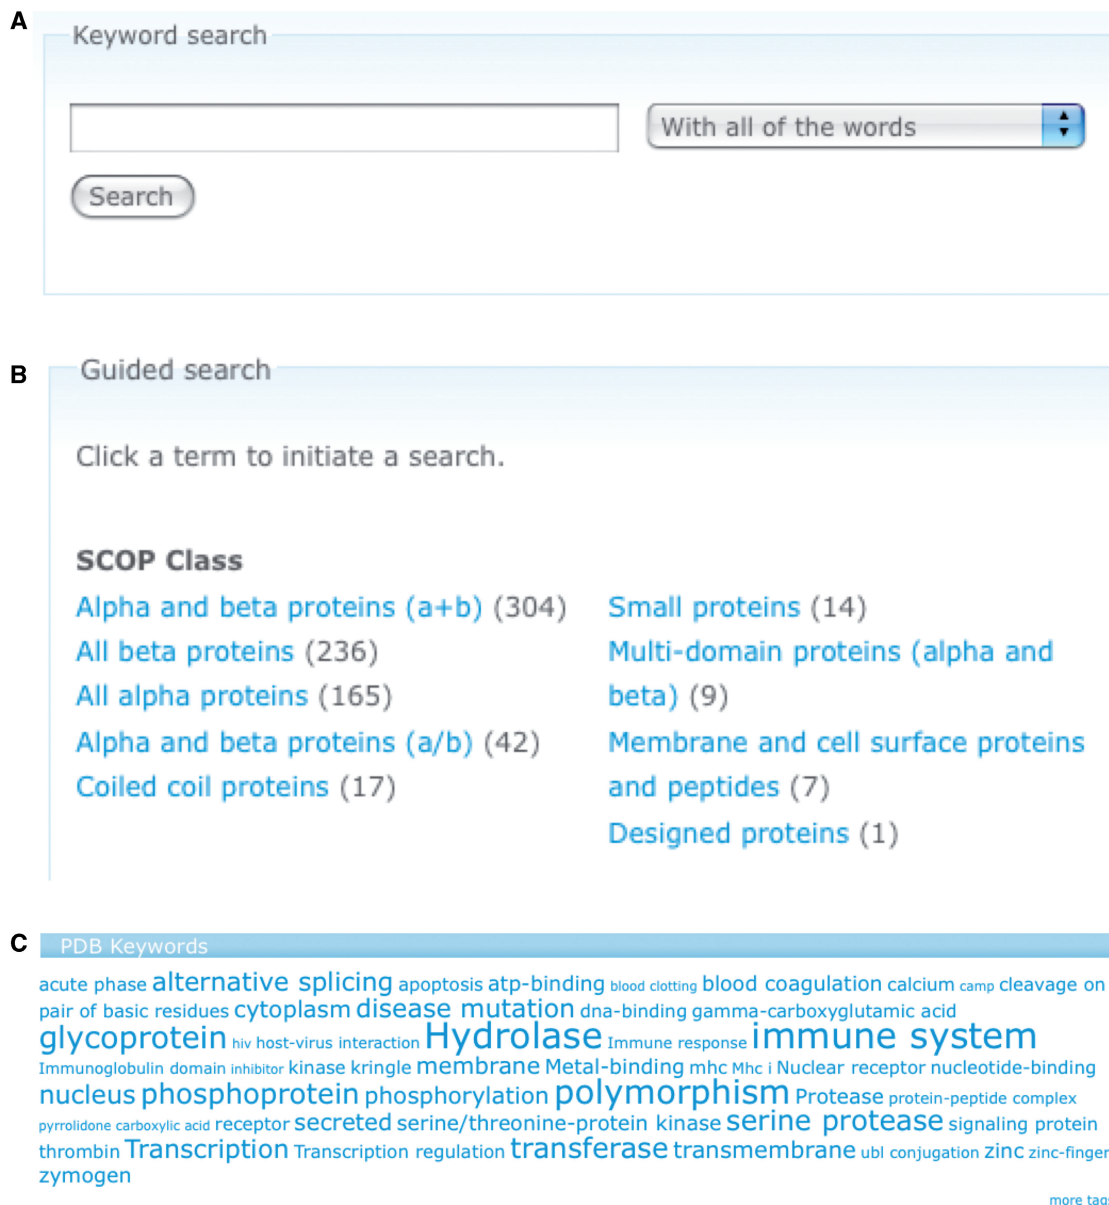 A
Keyword search
With all of the words
Search
B
Guided search
Click a term to initiate a search.
SCOP Class
Alpha and beta proteins (a+b) (304)
All beta proteins (236)
All alpha proteins (165)
Alpha and beta proteins (a/b) (42)
Coiled coil proteins (17)
Small proteins (14)
Multi-domain proteins (alpha and
beta) (9)
Membrane and cell surface proteins
and peptides (7)
Designed proteins (1)
C
PDB Keywords
acute phase alternative splicing apoptosis atp-binding blood clotting blood coagulation calcium camp cleavage on
pair of basic residues cytoplasm disease mutation dna-binding gamma-carboxyglutamic acid
glycoprotein hiv host-virus interaction Hydrolase Immune response immune system
Immunoglobulin domain inhibitor kinase kringle membrane Metal-binding mhc Mhc i Nuclear receptor nucleotide-binding
nucleus phosphoprotein phosphorylation polymorphism Protease protein-peptide complex
pyrrolidone carboxylic acid receptor secreted serine/threonine-protein kinase serine protease signaling protein
thrombin Transcription Transcription regulation transferase transmembrane ubl conjugation zinc zinc-finger
zymogen
more tags